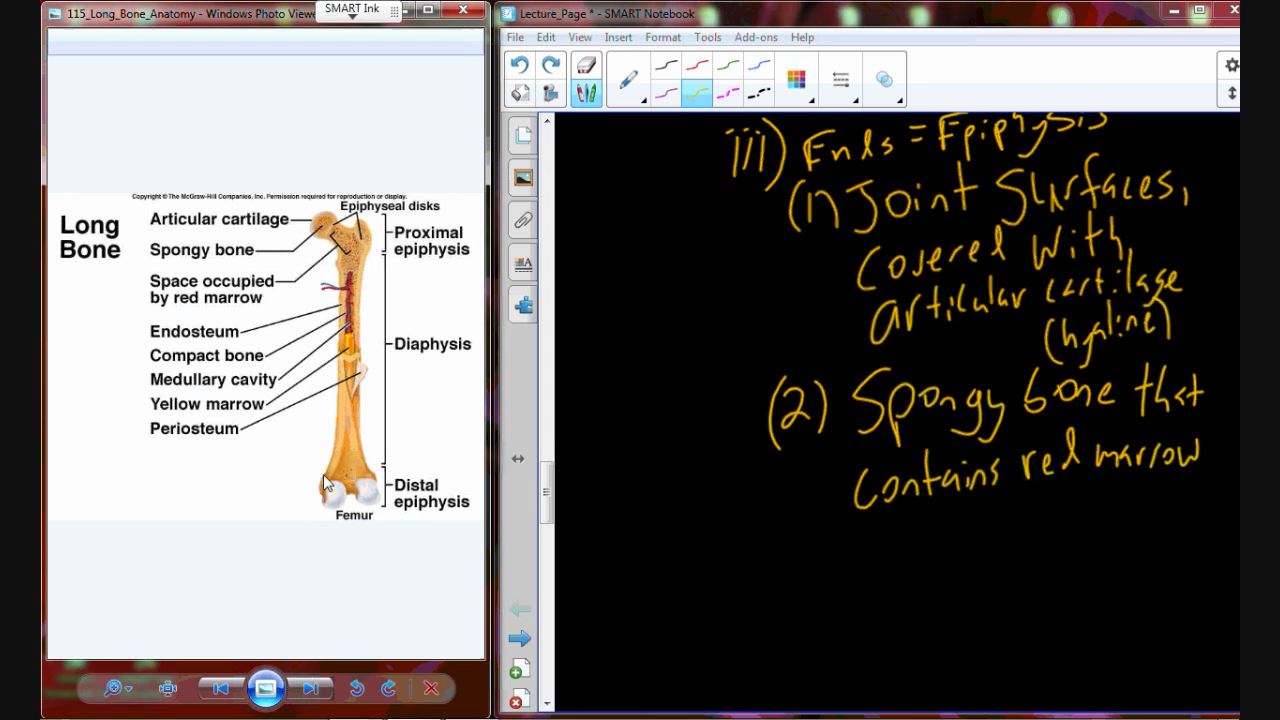 115_Long_Bone_Anatomy - Windows Photo Viewe
SMART Ink
Copyright © The McGraw-Hill Companies, Inc. Permission required for reproduction or display.
Long
Bone
Articular cartilage
Spongy bone
Space occupied
by red marrow
Endosteum
Compact bone
Medullary cavity
Yellow marrow
Periosteum
Epiphyseal disks
Proximal
epiphysis
Diaphysis
Distal
epiphysis
Femur
Lecture_Page * - SMART Notebook
File Edit View Insert Format Tools Add-ons Help
iii) Ends = Epiphysis
(1) Joint Surfaces,
Covered With
articular cartilage
(hyaline)
(2) Spongy bone that
Contains red marrow